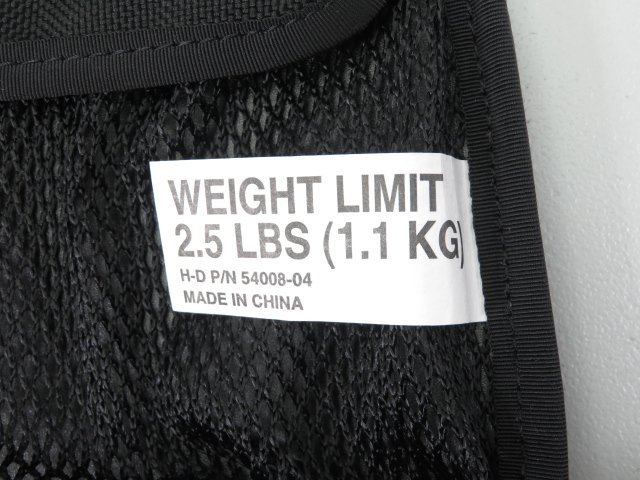 WEIGHT LIMIT
2.5 LBS (1.1 KG)
H-D P/N 54008-04
MADE IN CHINA